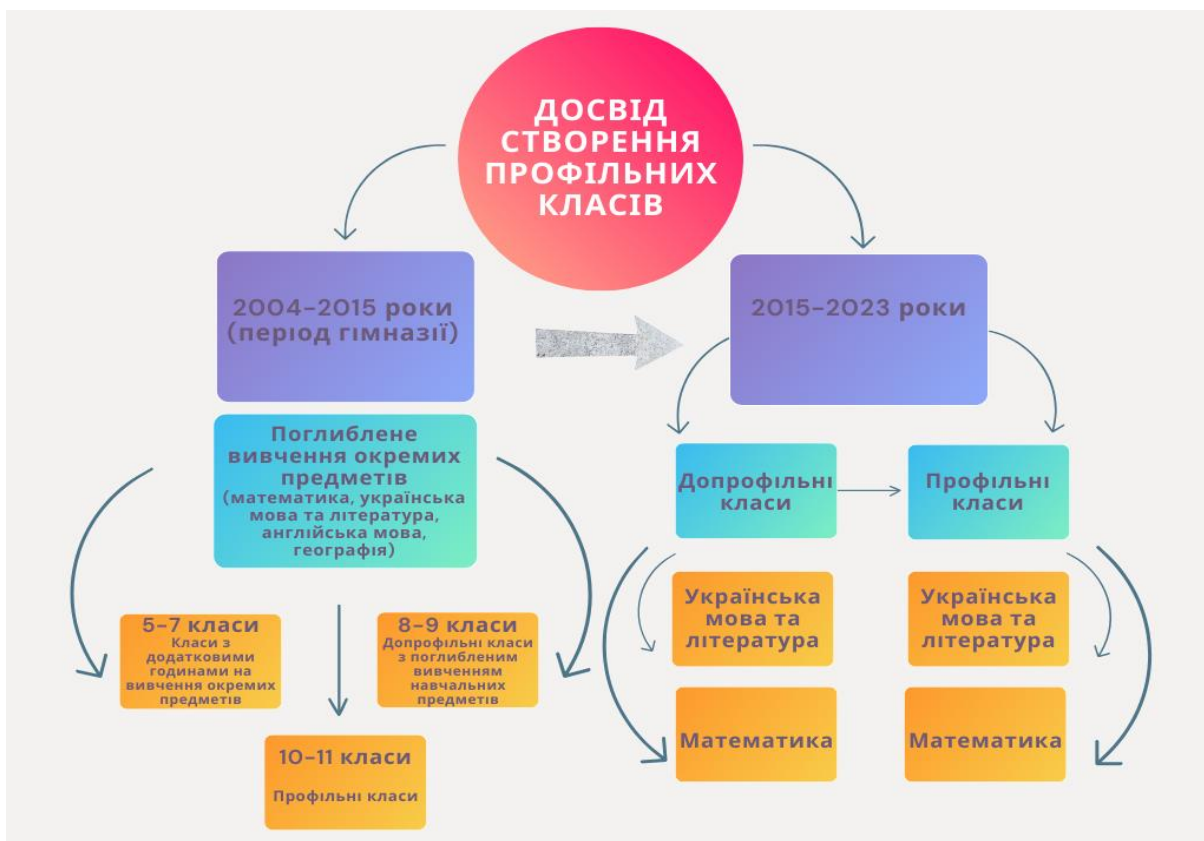 ДОСВІД
СТВОРЕННЯ
ПРОФІЛЬНИХ
КЛАСІВ
2004-2015 роки
(період гімназії)
Поглиблене
вивчення окремих
предметів
(математика, українська
мова та література,
англійська мова,
географія)
5-7 класи
Класи з
додатковими
годинами на
вивчення окремих
предметів
8-9 класи
Допрофільні класи
з поглибленим
вивченням
навчальних
предметів
10-11 класи
Профільні класи
2015-2023 роки
Допрофільні
класи
Профільні
класи
Українська
мова та
література
Українська
мова та
література
Математика
Математика